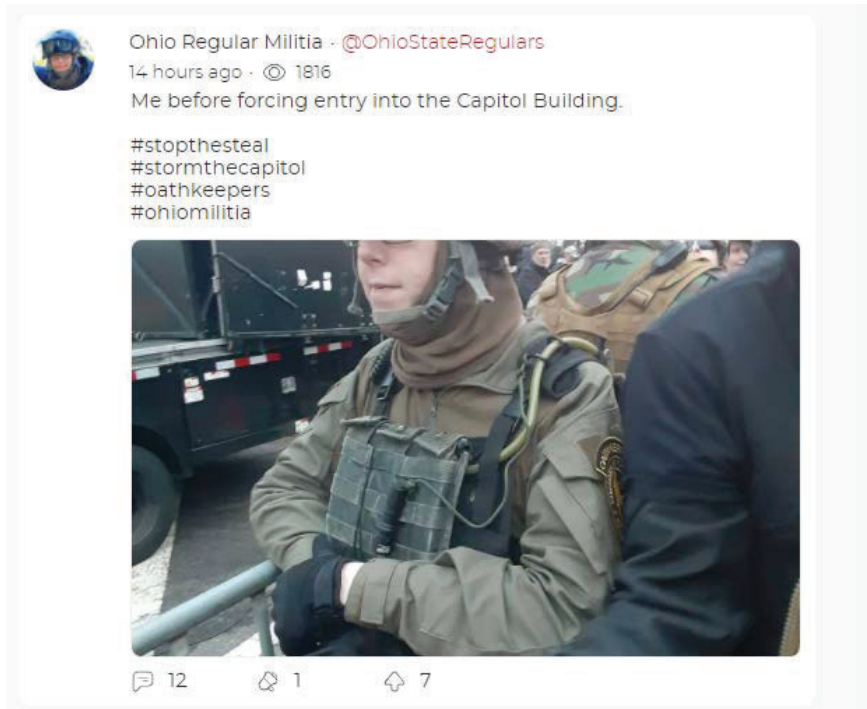 Ohio Regular Militia · @OhioStateRegulars
14 hours ago · 1816
Me before forcing entry into the Capitol Building.
#stopthesteal
#stormthecapitol
#oathkeepers
#ohiomilitia
12 1 7